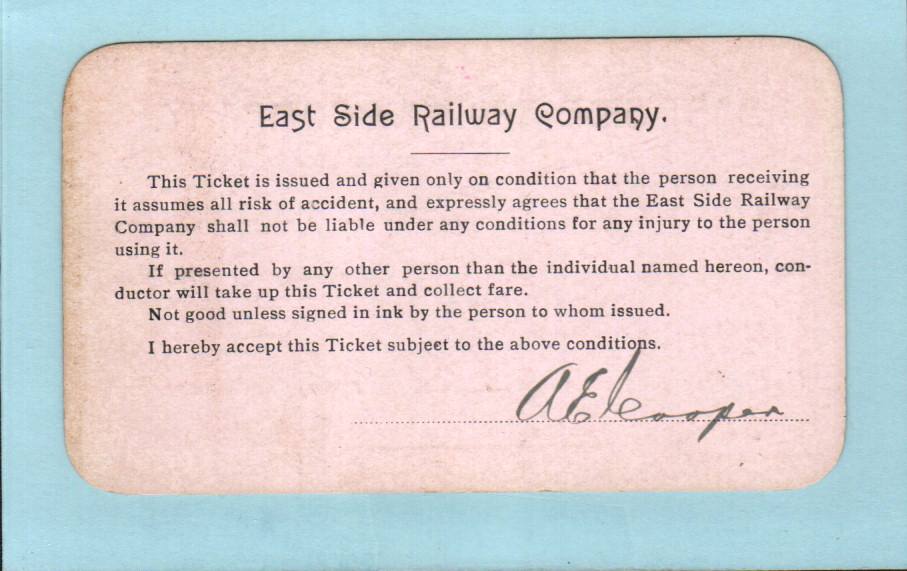 East Side Railway Company.
This Ticket is issued and given only on condition that the person receiving
it assumes all risk of accident, and expressly agrees that the East Side Railway
Company shall not be liable under any conditions for any injury to the person
using it.
If presented by any other person than the individual named hereon, con-
ductor will take up this Ticket and collect fare.
Not good unless signed in ink by the person to whom issued.
I hereby accept this Ticket subject to the above conditions.
A E Cooper